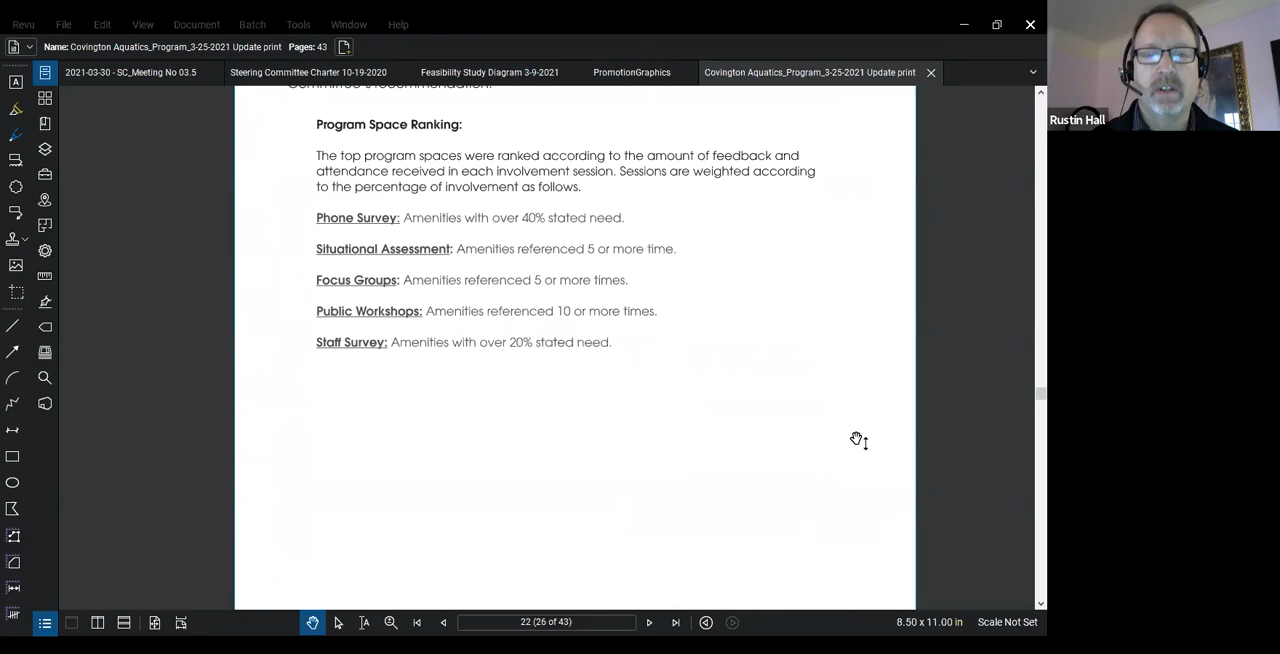 Revu File Edit View Document Batch Tools Window Help
Name: Covington Aquatics_Program_3-25-2021 Update print Pages: 43
2021-03-30 - SC_Meeting No 03.5 Steering Committee Charter 10-19-2020 Feasibility Study Diagram 3-9-2021 PromotionGraphics Covington Aquatics_Program_3-25-2021 Update print
Committee's recommendation.
Program Space Ranking:
The top program spaces were ranked according to the amount of feedback and
attendance received in each involvement session. Sessions are weighted according
to the percentage of involvement as follows.
Phone Survey: Amenities with over 40% stated need.
Situational Assessment: Amenities referenced 5 or more time.
Focus Groups: Amenities referenced 5 or more times.
Public Workshops: Amenities referenced 10 or more times.
Staff Survey: Amenities with over 20% stated need.
22 (26 of 43) 8.50 x 11.00 in Scale Not Set
Rustin Hall